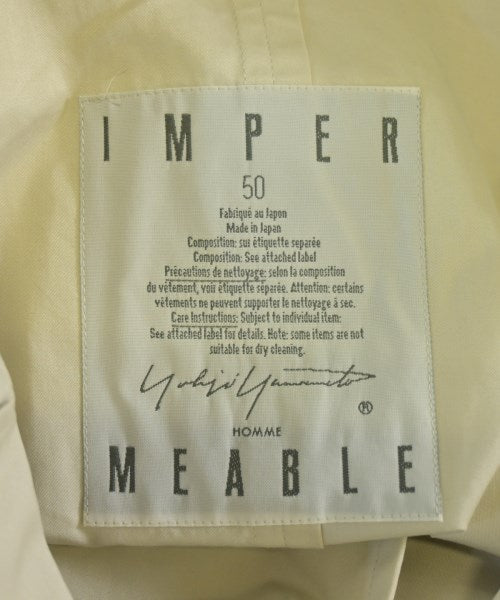 IMPER
50
Fabriqué au Japon
Made in Japan
Composition: sur étiquette separée
Composition: See attached label
Précautions de nettoyage: selon la composition
du vêtement, voir étiquette séparée. Attention: certains
vêtements ne peuvent supporter le nettoyage à sec.
Care Instructions: Subject to individual item:
See attached label for details. Note: some items are not
suitable for dry cleaning.
Yohji Yamamoto
®
HOMME
MEABLE